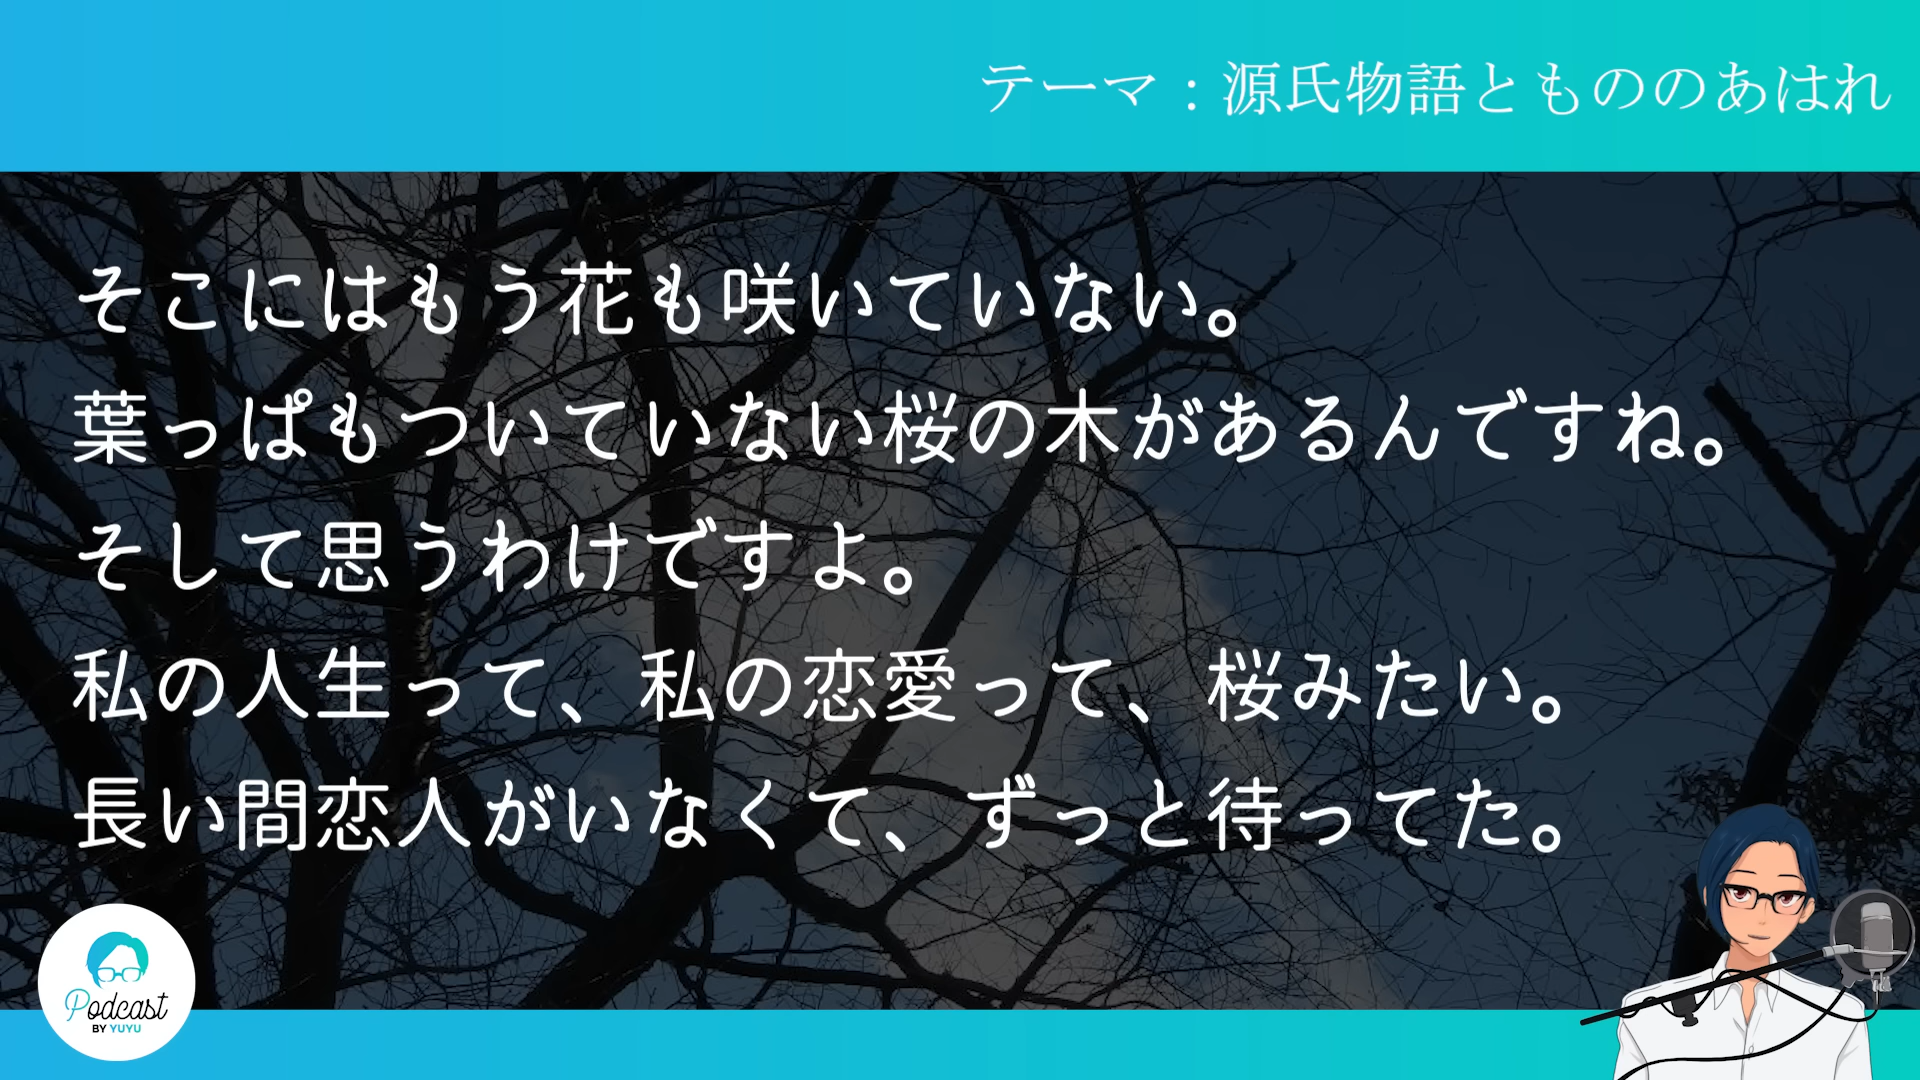 テーマ：源氏物語ともののあはれ
そこにはもう花も咲いていない。
葉っぱもついていない桜の木があるんですね。
そして思うわけですよ。
私の人生って、私の恋愛って、桜みたい。
長い間恋人がいなくて、ずっと待ってた。
Podcast
BY YUYU